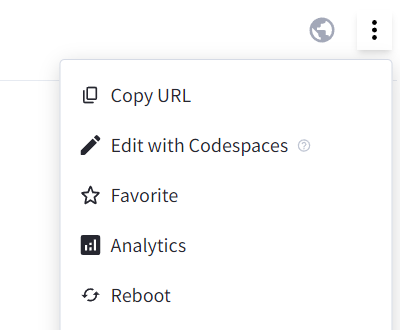 Copy URL
Edit with Codespaces
Favorite
Analytics
Reboot